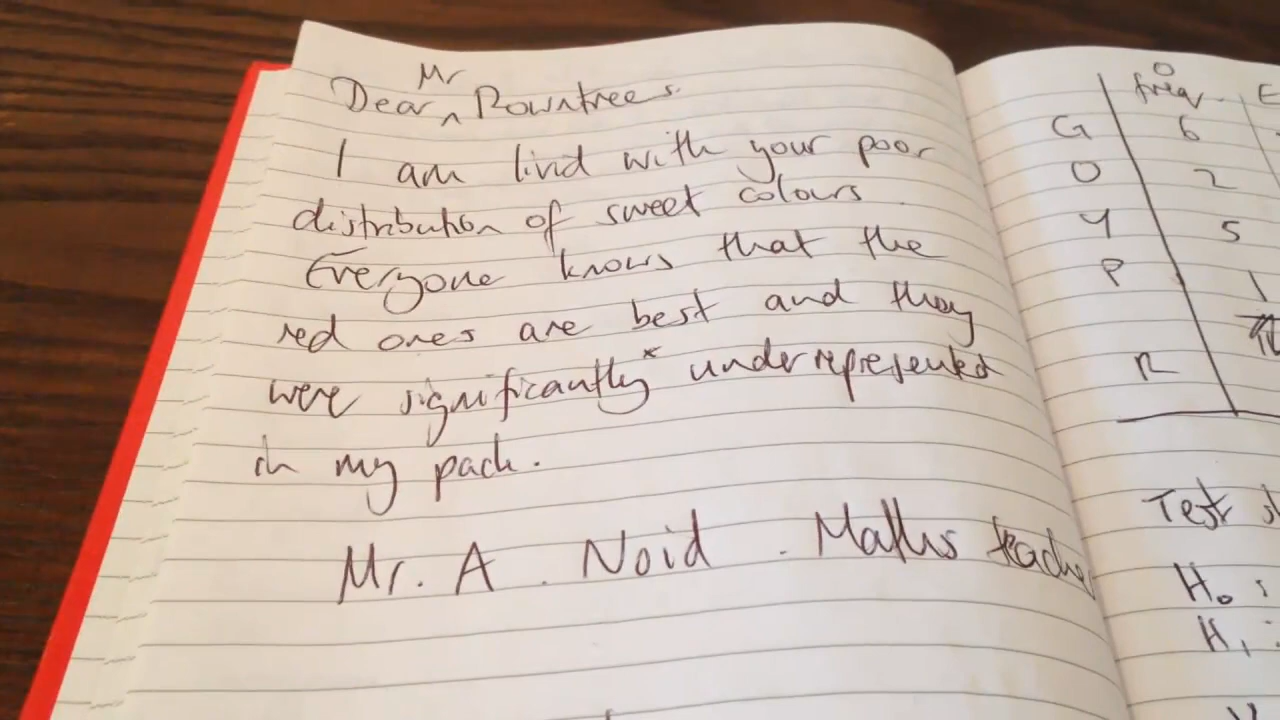 Dear Mr Rowntrees.
I am livid with your poor
distribution of sweet colours.
Everyone knows that the
red ones are best and they
were significantly* underrepresented
in my pack.
Mr. A. Noid. Maths teacher
O E
freq
G 6
O 2
Y 5
P 1
R
Test
H₀ :
H₁ :